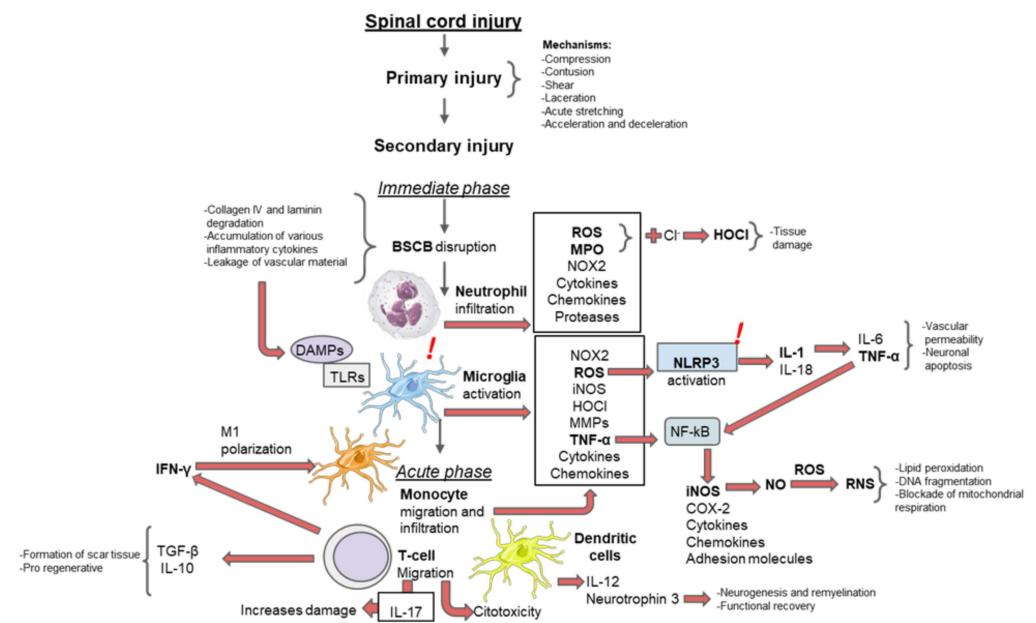 Spinal cord injury
Primary injury
Mechanisms:
-Compression
-Contusion
-Shear
-Laceration
-Acute stretching
-Acceleration and deceleration
Secondary injury
Immediate phase
-Collagen IV and laminin
degradation
-Accumulation of various
inflammatory cytokines
-Leakage of vascular material
BSCB disruption
Neutrophil
infiltration
ROS
MPO
NOX2
Cytokines
Chemokines
Proteases
Cl-
HOCl
-Tissue
damage
DAMPs
TLRs
!
Microglia
activation
NOX2
ROS
iNOS
HOCI
MMPs
TNF-α
Cytokines
Chemokines
!
NLRP3
activation
IL-1
IL-18
IL-6
TNF-α
-Vascular
permeability
-Neuronal
apoptosis
NF-kB
iNOS
COX-2
Cytokines
Chemokines
Adhesion molecules
NO
ROS
RNS
-Lipid peroxidation
-DNA fragmentation
-Blockade of mitochondrial
respiration
M1
polarization
IFN-γ
Acute phase
Monocyte
migration and
infiltration
T-cell
Migration
-Formation of scar tissue
-Pro regenerative
TGF-β
IL-10
Increases damage
IL-17
Citotoxicity
Dendritic
cells
IL-12
Neurotrophin 3
-Neurogenesis and remyelination
-Functional recovery